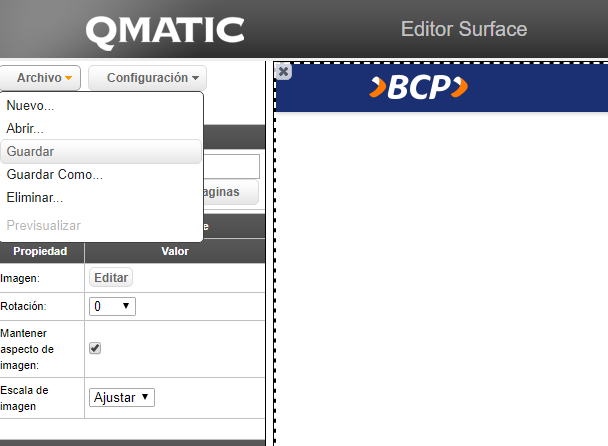 QMATIC
Editor Surface
Archivo
Configuración
BCP
Nuevo...
Abrir...
Guardar
Guardar Como...
Eliminar...
Previsualizar
Propiedad
Valor
Imagen:
Editar
Rotación:
0
Mantener
aspecto de
imagen:
Escala de
imagen
Ajustar